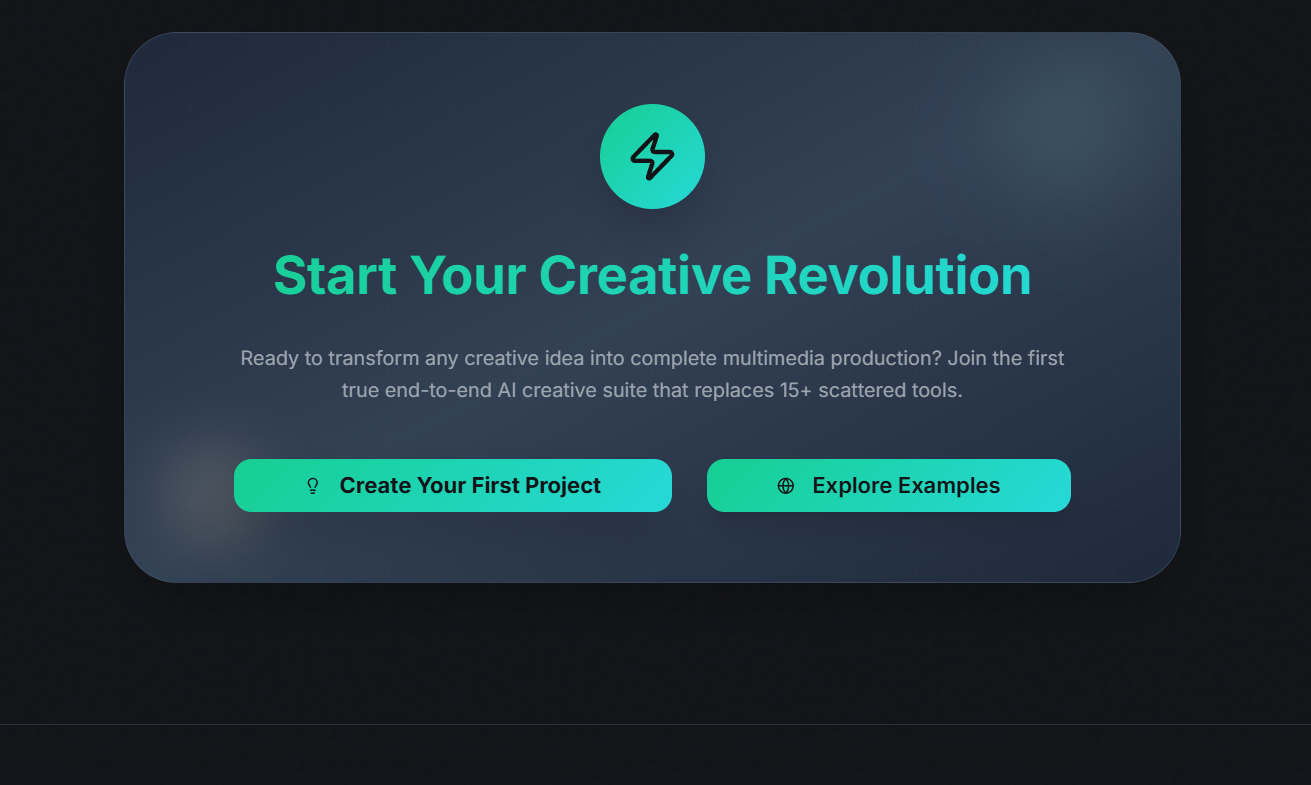 Start Your Creative Revolution
Ready to transform any creative idea into complete multimedia production? Join the first
true end-to-end AI creative suite that replaces 15+ scattered tools.
Create Your First Project
Explore Examples